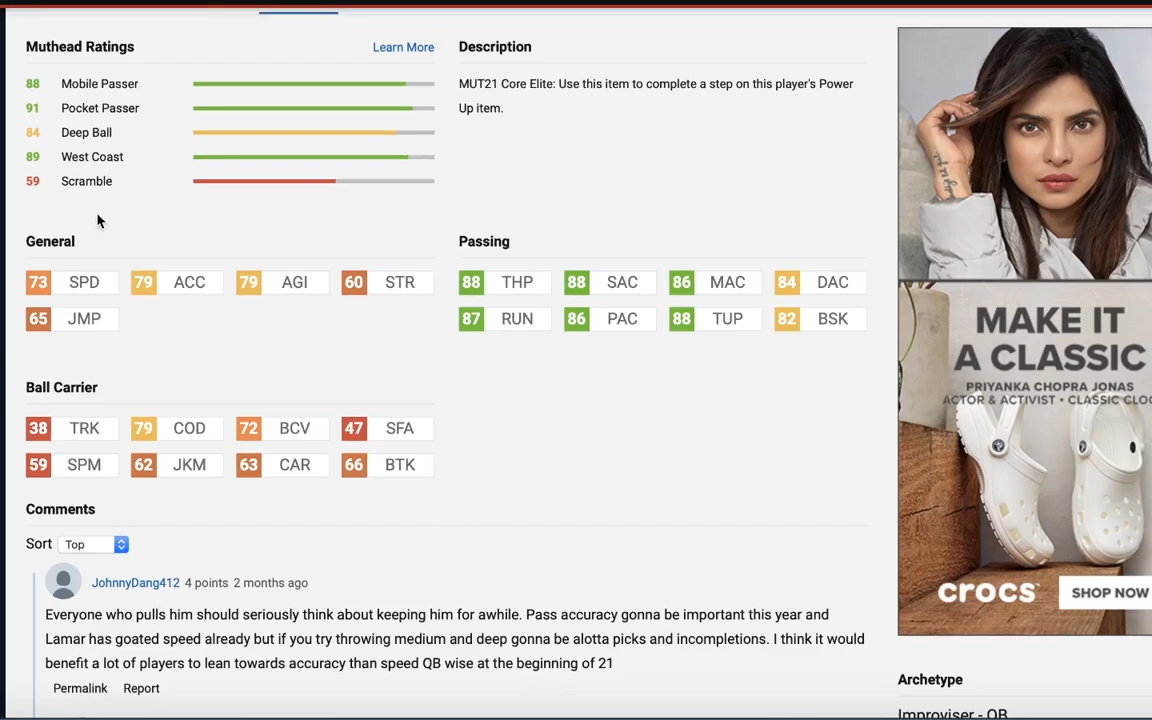 Muthead Ratings Learn More
88 Mobile Passer
91 Pocket Passer
84 Deep Ball
89 West Coast
59 Scramble
Description
MUT21 Core Elite: Use this item to complete a step on this player's Power
Up item.
General
73 SPD 79 ACC 79 AGI 60 STR
65 JMP
Passing
88 THP 88 SAC 86 MAC 84 DAC
87 RUN 86 PAC 88 TUP 82 BSK
Ball Carrier
38 TRK 79 COD 72 BCV 47 SFA
59 SPM 62 JKM 63 CAR 66 BTK
Comments
Sort Top
JohnnyDang412 4 points 2 months ago
Everyone who pulls him should seriously think about keeping him for awhile. Pass accuracy gonna be important this year and
Lamar has goated speed already but if you try throwing medium and deep gonna be alotta picks and incompletions. I think it would
benefit a lot of players to lean towards accuracy than speed QB wise at the beginning of 21
Permalink Report
MAKE IT
A CLASSIC
PRIYANKA CHOPRA JONAS
ACTOR & ACTIVIST • CLASSIC CLO
crocs™ SHOP NOW
Archetype
Improviser - QB